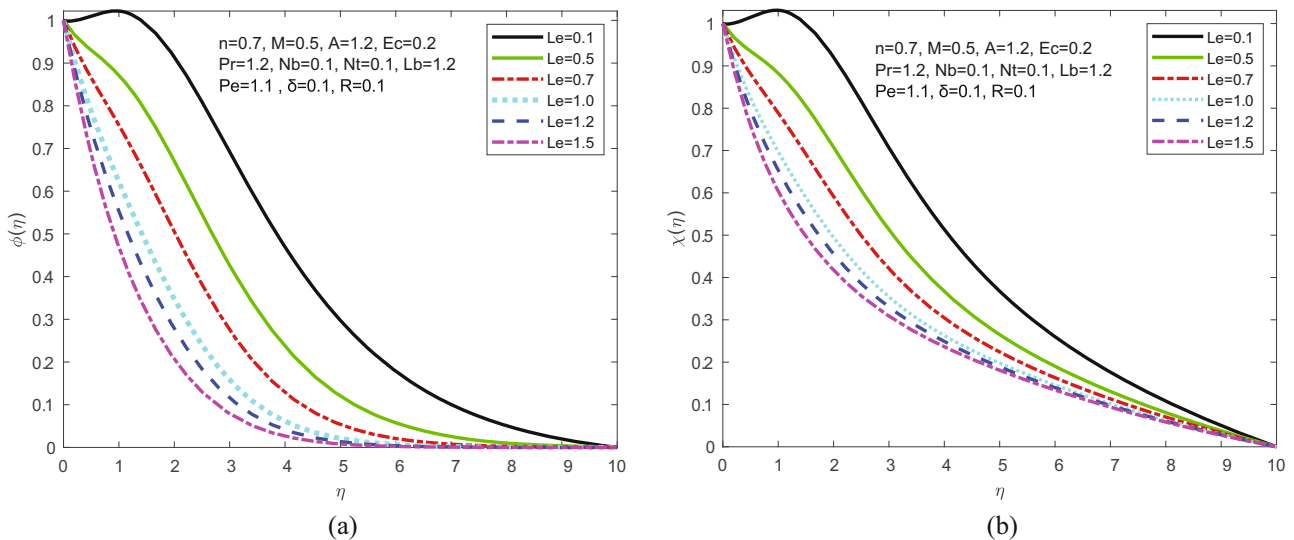 n=0.7, M=0.5, A=1.2, Ec=0.2
Pr=1.2, Nb=0.1, Nt=0.1, Lb=1.2
Pe=1.1 , δ=0.1, R=0.1
Le=0.1
Le=0.5
Le=0.7
Le=1.0
Le=1.2
Le=1.5
1
0.9
0.8
0.7
0.6
0.5
0.4
0.3
0.2
0.1
0
ϕ(η)
0 1 2 3 4 5 6 7 8 9 10
η
(a)
n=0.7, M=0.5, A=1.2, Ec=0.2
Pr=1.2, Nb=0.1, Nt=0.1, Lb=1.2
Pe=1.1, δ=0.1, R=0.1
Le=0.1
Le=0.5
Le=0.7
Le=1.0
Le=1.2
Le=1.5
1
0.9
0.8
0.7
0.6
0.5
0.4
0.3
0.2
0.1
0
χ(η)
0 1 2 3 4 5 6 7 8 9 10
η
(b)